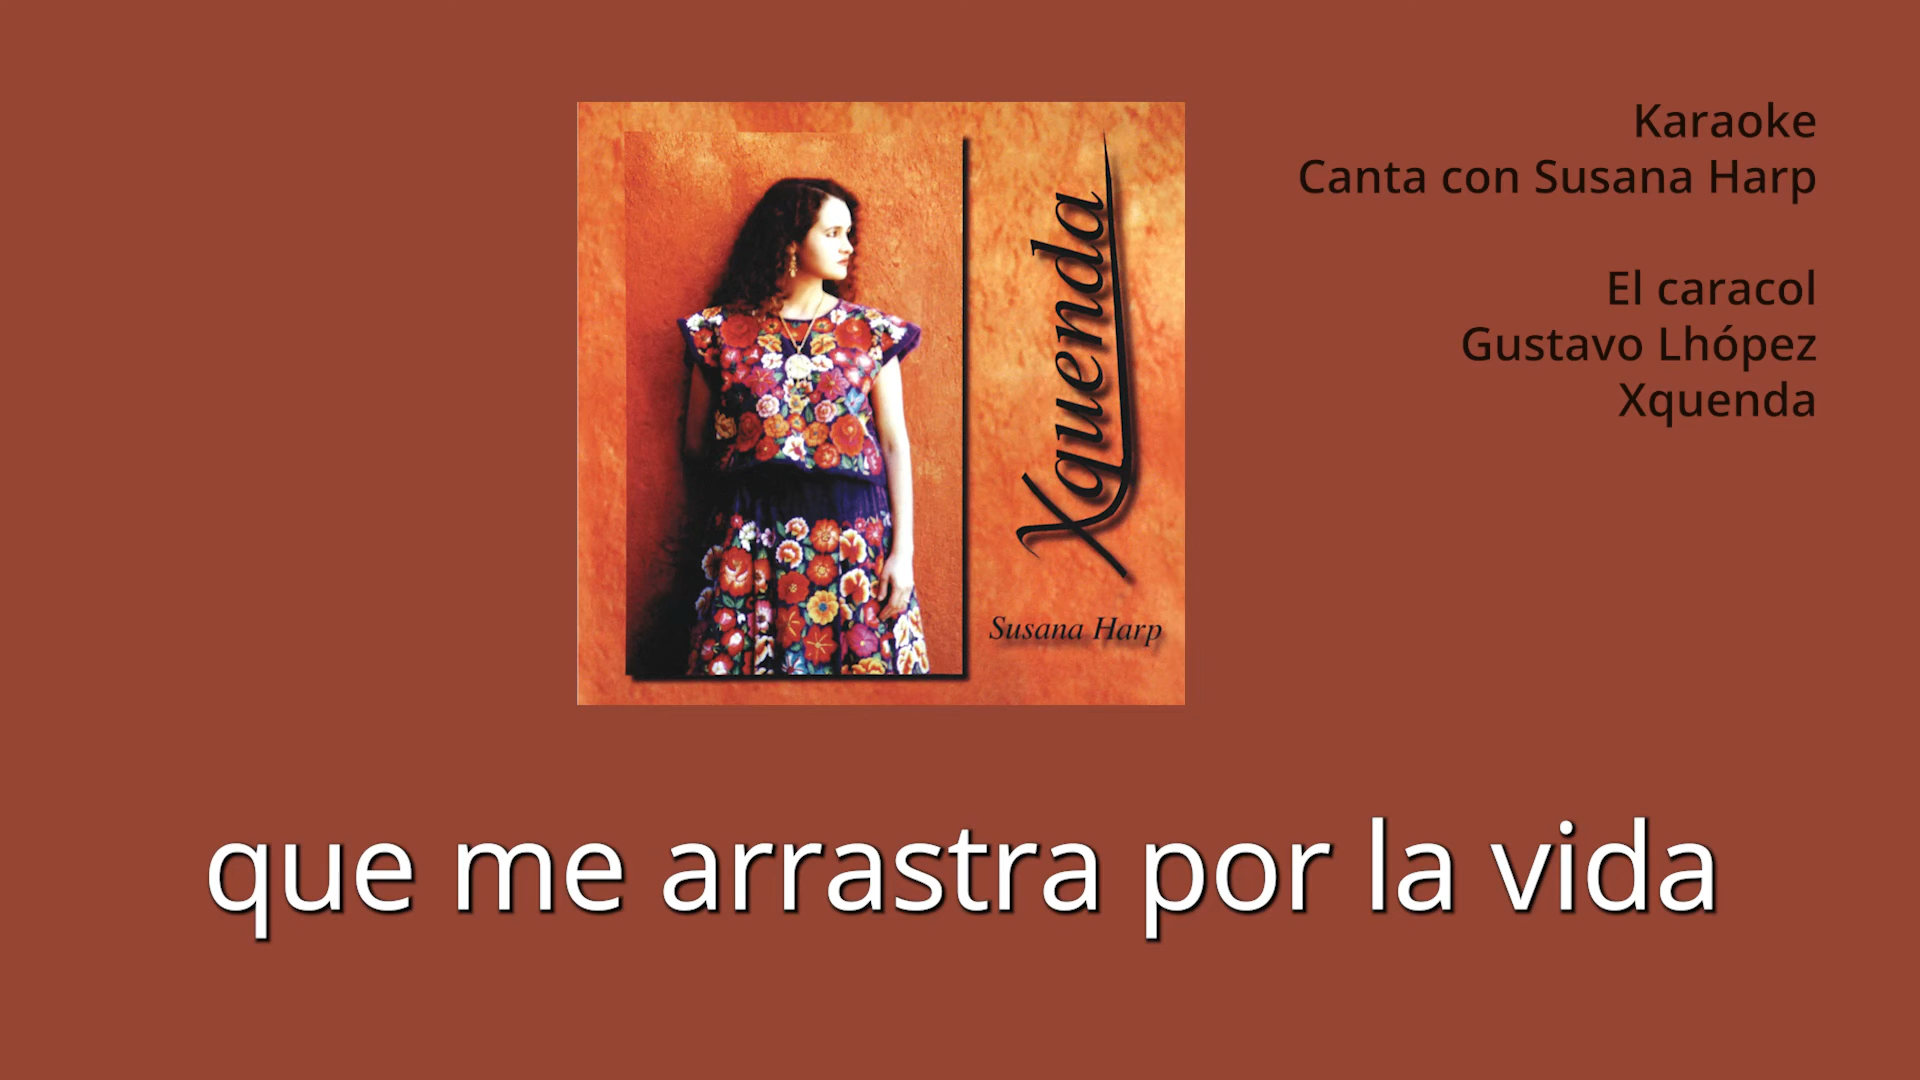 Karaoke
Canta con Susana Harp
El caracol
Gustavo Lhópez
Xquenda
Xquenda
Susana Harp
que me arrastra por la vida